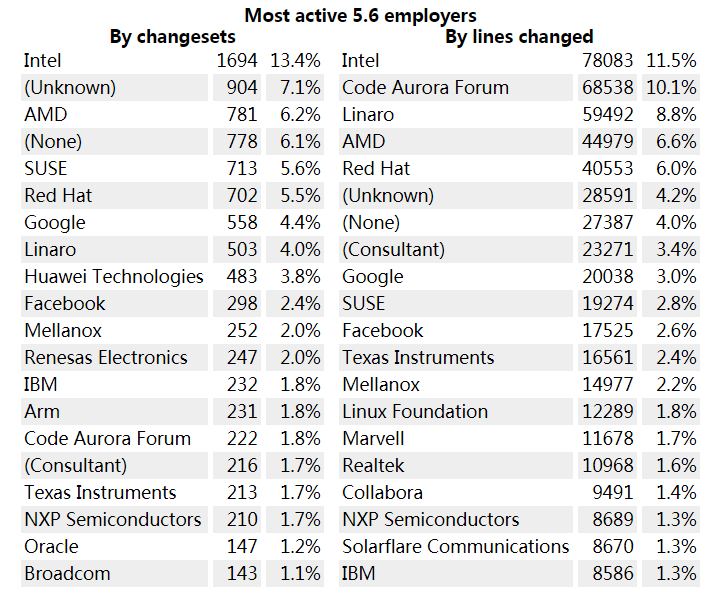 Most active 5.6 employers
By changesets By lines changed
Intel 1694 13.4% Intel 78083 11.5%
(Unknown) 904 7.1% Code Aurora Forum 68538 10.1%
AMD 781 6.2% Linaro 59492 8.8%
(None) 778 6.1% AMD 44979 6.6%
SUSE 713 5.6% Red Hat 40553 6.0%
Red Hat 702 5.5% (Unknown) 28591 4.2%
Google 558 4.4% (None) 27387 4.0%
Linaro 503 4.0% (Consultant) 23271 3.4%
Huawei Technologies 483 3.8% Google 20038 3.0%
Facebook 298 2.4% SUSE 19274 2.8%
Mellanox 252 2.0% Facebook 17525 2.6%
Renesas Electronics 247 2.0% Texas Instruments 16561 2.4%
IBM 232 1.8% Mellanox 14977 2.2%
Arm 231 1.8% Linux Foundation 12289 1.8%
Code Aurora Forum 222 1.8% Marvell 11678 1.7%
(Consultant) 216 1.7% Realtek 10968 1.6%
Texas Instruments 213 1.7% Collabora 9491 1.4%
NXP Semiconductors 210 1.7% NXP Semiconductors 8689 1.3%
Oracle 147 1.2% Solarflare Communications 8670 1.3%
Broadcom 143 1.1% IBM 8586 1.3%